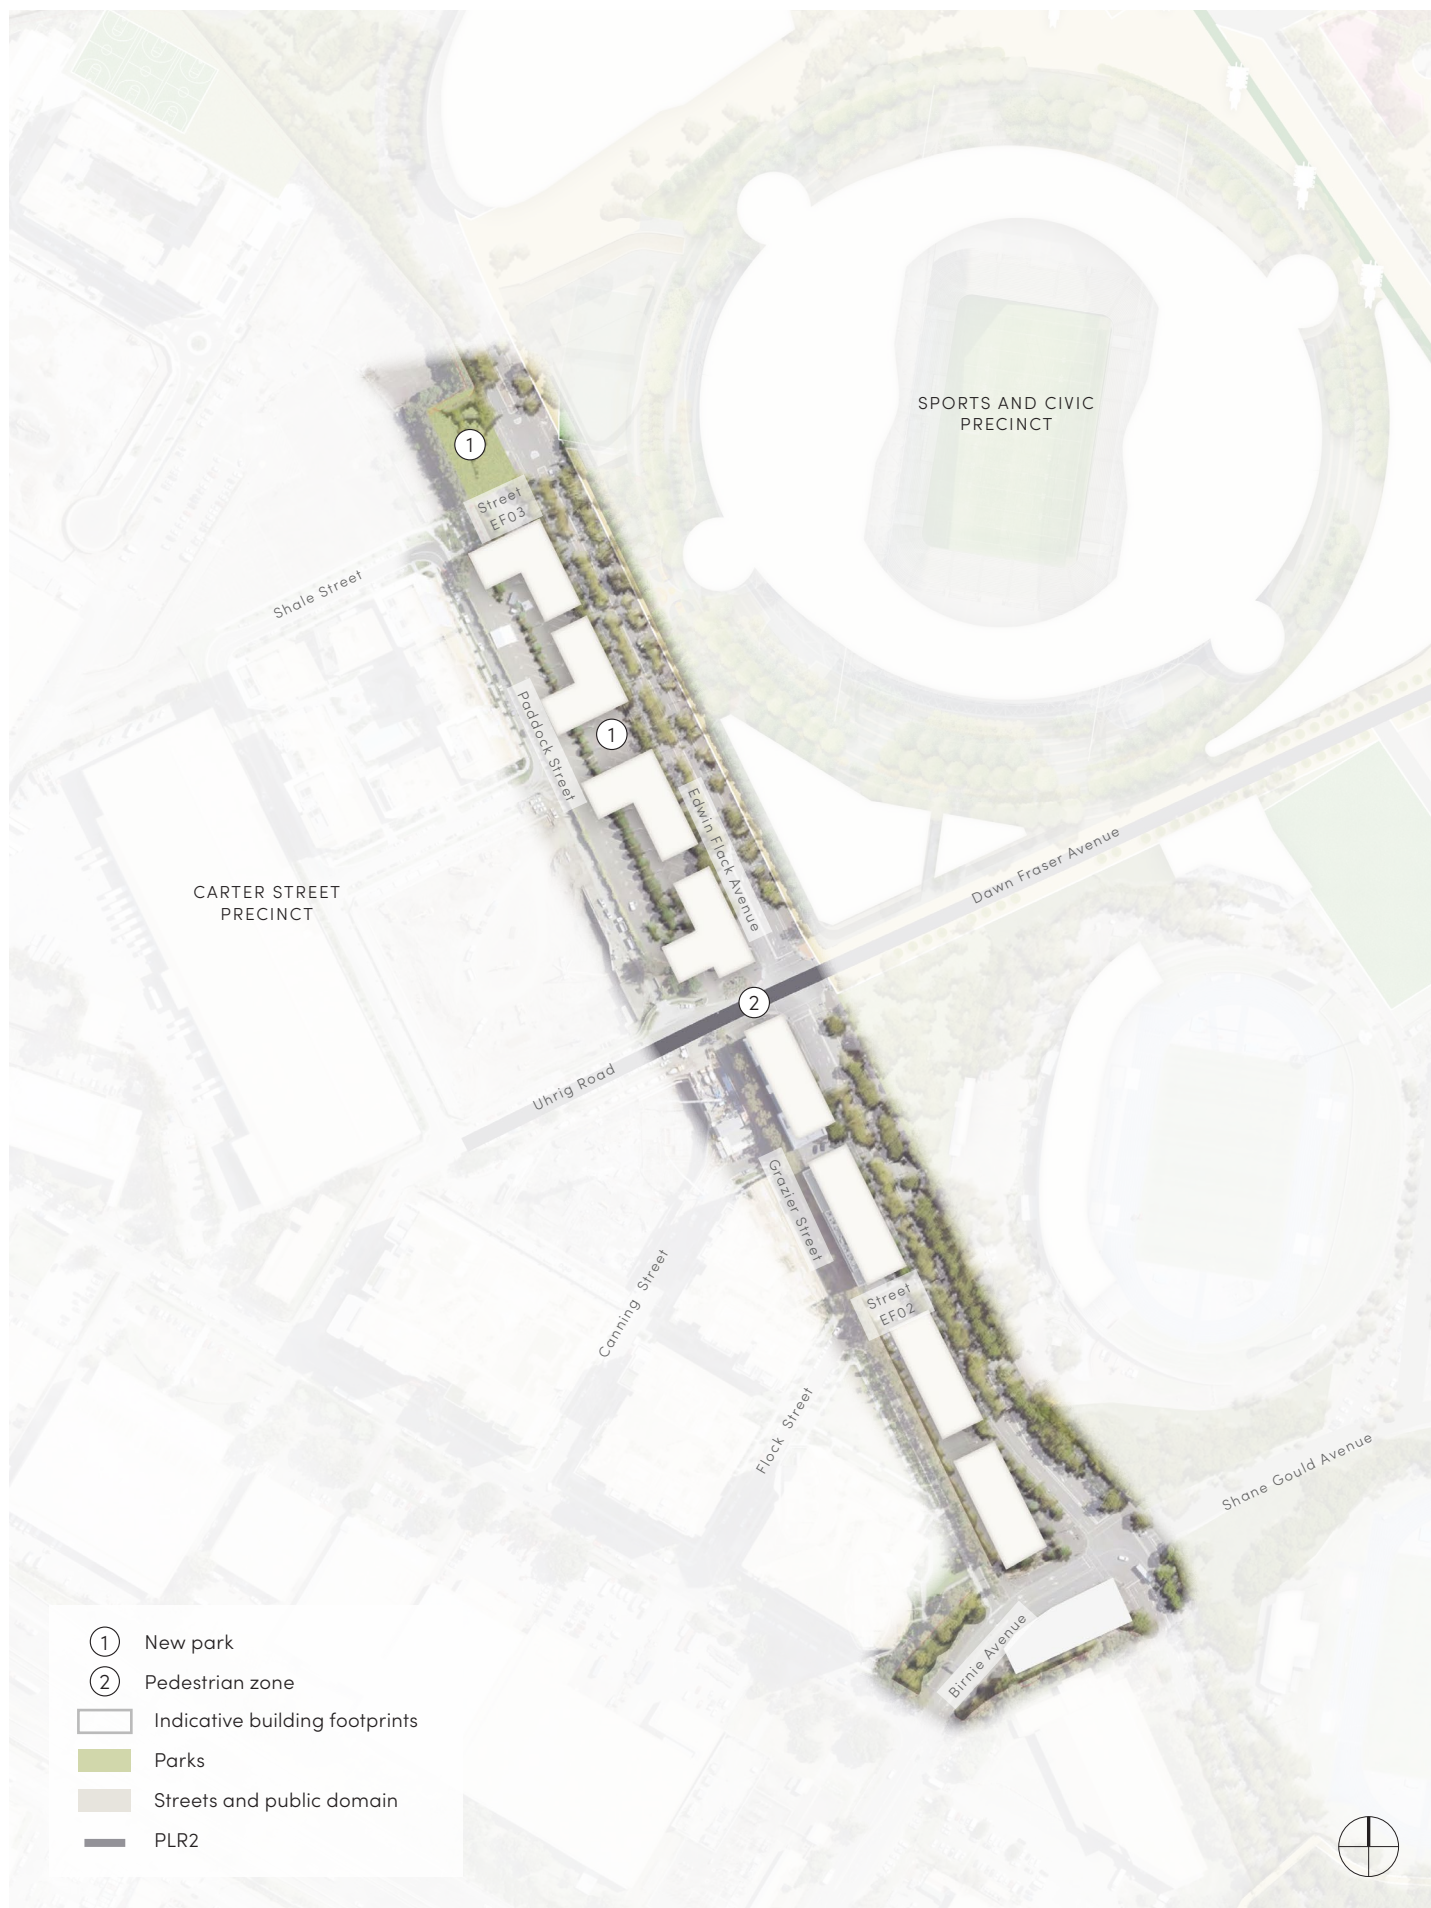 SPORTS AND CIVIC
PRECINCT
1
Street
EF03
Shale Street
Paddock Street
1
Edwin Flack Avenue
Dawn Fraser Avenue
CARTER STREET
PRECINCT
2
Uhrig Road
Grazier Street
Canning Street
Street
EF02
Flock Street
Shane Gould Avenue
Birnie Avenue
1 New park
2 Pedestrian zone
Indicative building footprints
Parks
Streets and public domain
PLR2